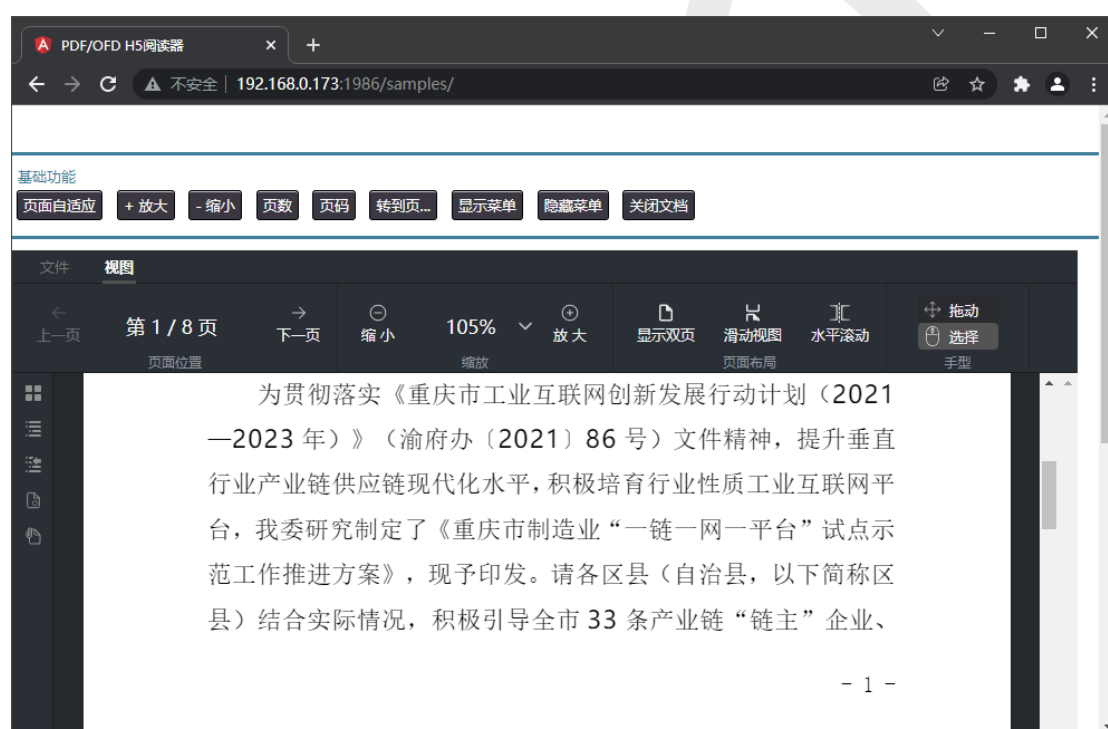 PDF/OFD H5阅读器
不安全 | 192.168.0.173:1986/samples/
基础功能
页面自适应 + 放大 - 缩小 页数 页码 转到页... 显示菜单 隐藏菜单 关闭文档
文件 视图
上一页 第 1 / 8 页 下一页 缩 小 105% 放 大 显示双页 滑动视图 水平滚动 拖动 选择
页面位置 缩放 页面布局 手型
为贯彻落实《重庆市工业互联网创新发展行动计划（2021
—2023 年）》（渝府办〔2021〕86 号）文件精神，提升垂直
行业产业链供应链现代化水平，积极培育行业性质工业互联网平
台，我委研究制定了《重庆市制造业“一链一网一平台”试点示
范工作推进方案》，现予印发。请各区县（自治县，以下简称区
县）结合实际情况，积极引导全市 33 条产业链“链主”企业、
- 1 -